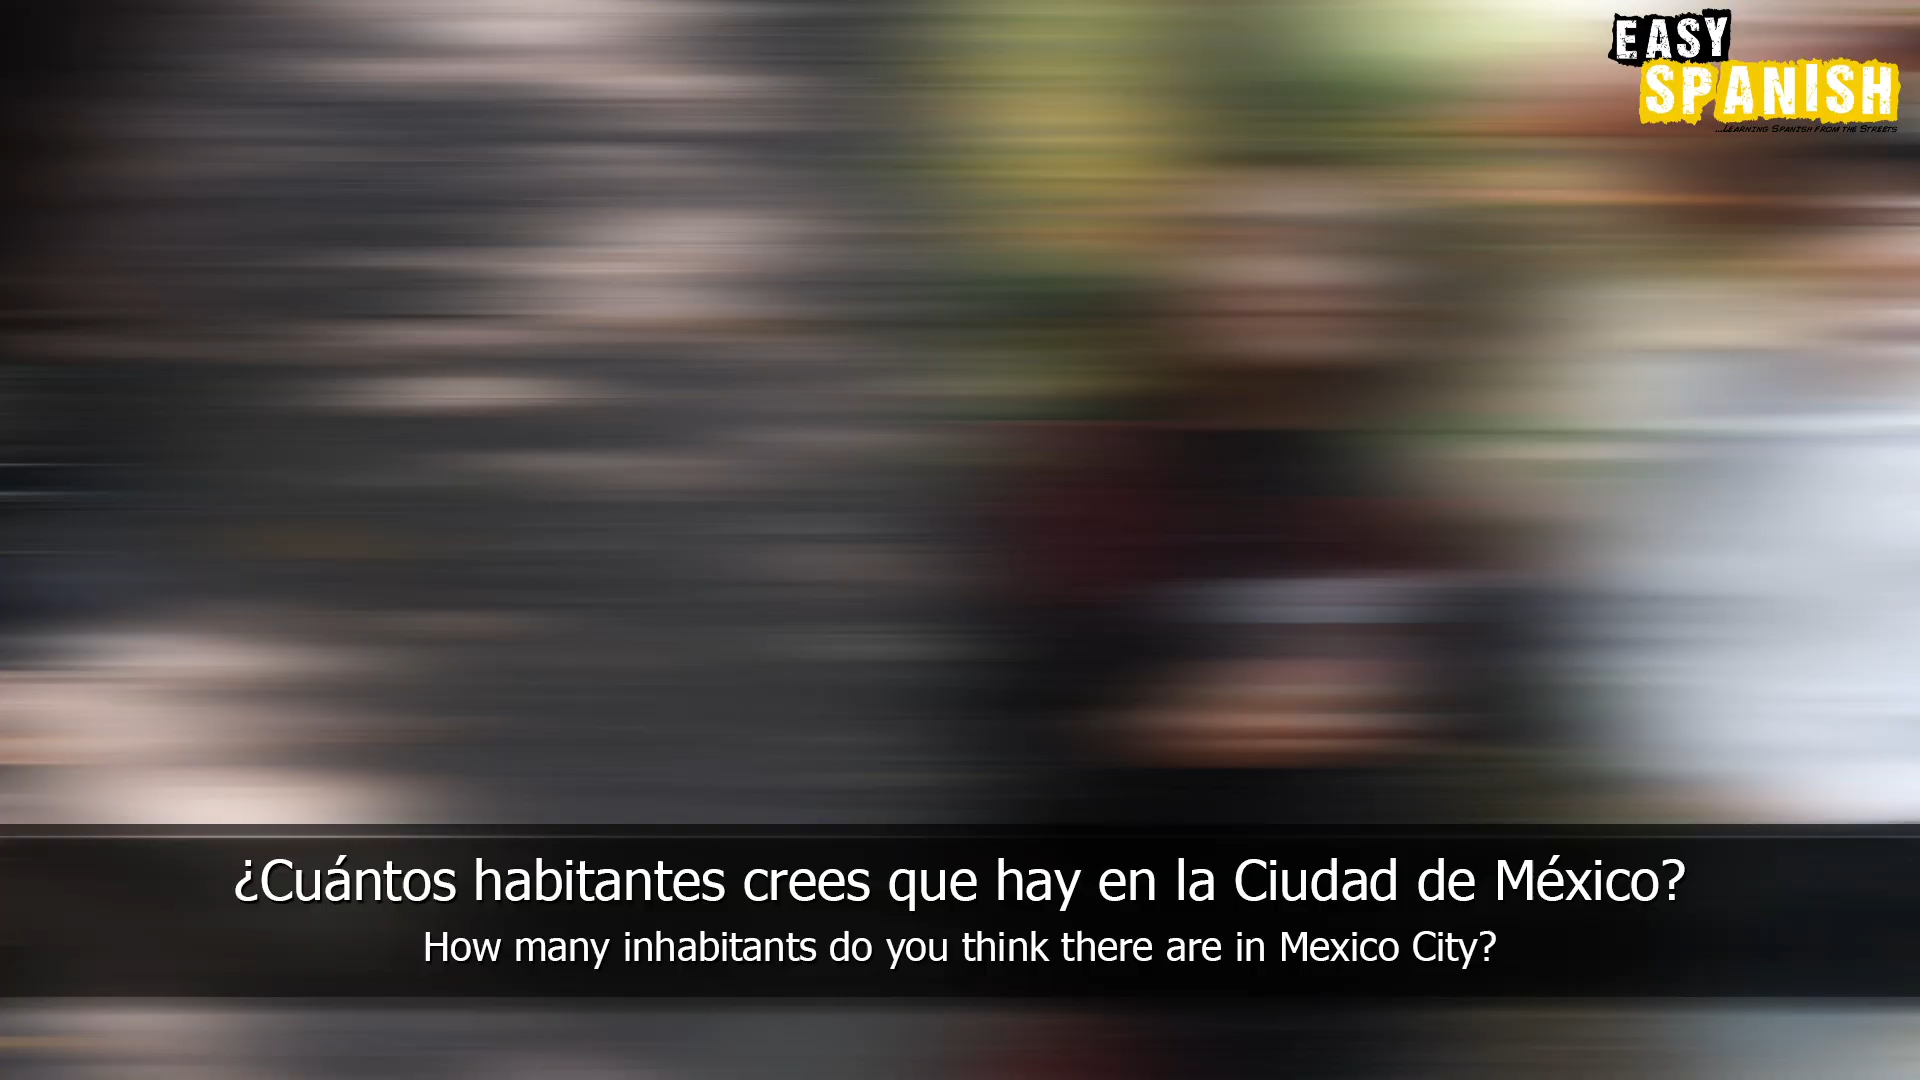 EASY
SPANISH
...Learning Spanish from the Streets
¿Cuántos habitantes crees que hay en la Ciudad de México?
How many inhabitants do you think there are in Mexico City?